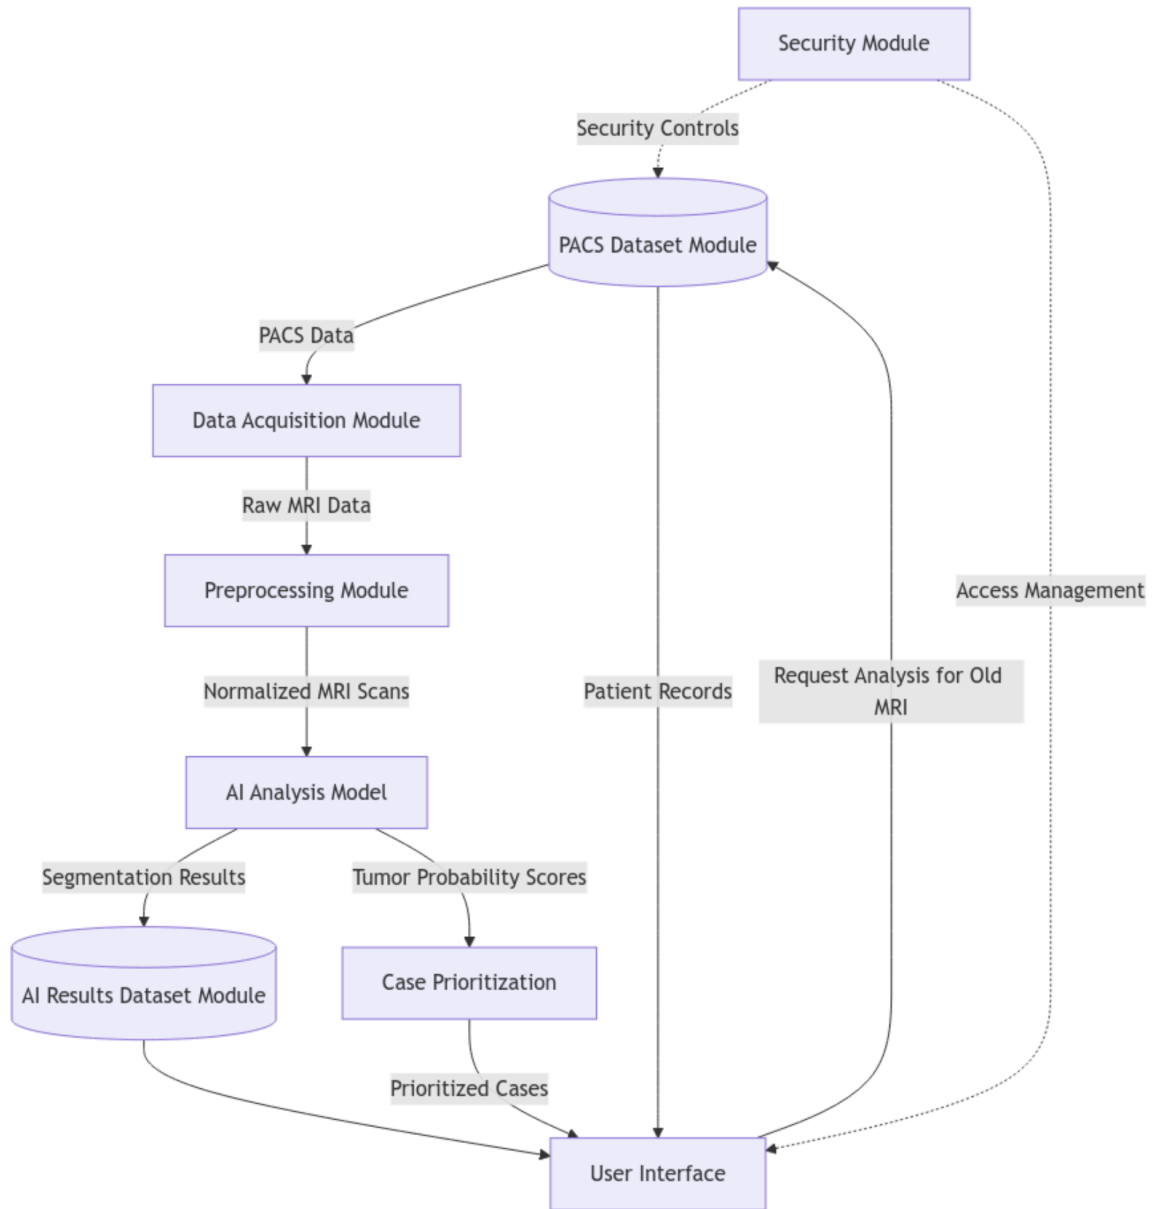 Security Module
Security Controls
PACS Dataset Module
PACS Data
Data Acquisition Module
Raw MRI Data
Preprocessing Module
Access Management
Normalized MRI Scans
Patient Records
Request Analysis for Old
MRI
AI Analysis Model
Segmentation Results
Tumor Probability Scores
AI Results Dataset Module
Case Prioritization
Prioritized Cases
User Interface